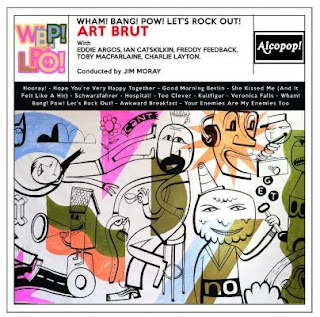 WHAM! BANG! POW! LET'S ROCK OUT!
ART BRUT
With
EDDIE ARGOS, IAN CATSKILKIN, FREDDY FEEDBACK,
TOBY MACFARLAINE, CHARLIE LAYTON.
Conducted by JIM MORAY
WËP!
LPO!
Alcopop!
Hooray! - Hope You're Very Happy Together - Good Morning Berlin - She Kissed Me (And It
Felt Like A Hit) - Schwarzfahrer - Hospital! - Too Clever - Kultfigur - Veronica Falls - Wham!
Bang! Pow! Let's Rock Out! - Awkward Breakfast - Your Enemies Are My Enemies Too
CAN'T
GET
no